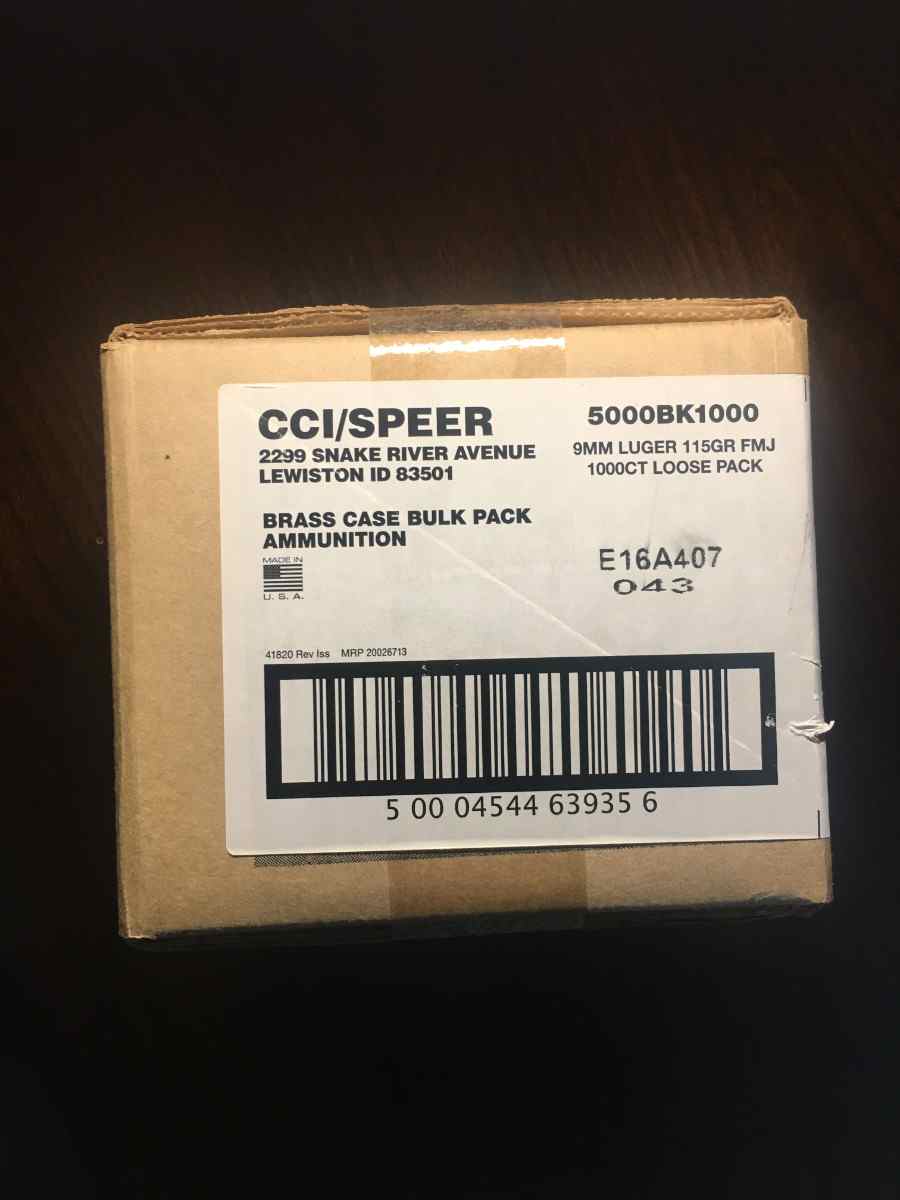 CCI/SPEER
2299 SNAKE RIVER AVENUE
LEWISTON ID 83501
5000BK1000
9MM LUGER 115GR FMJ
1000CT LOOSE PACK
BRASS CASE BULK PACK
AMMUNITION
MADE IN
U. S. A.
E16A407
043
41820 Rev Iss MRP 20026713
5 00 04544 63935 6